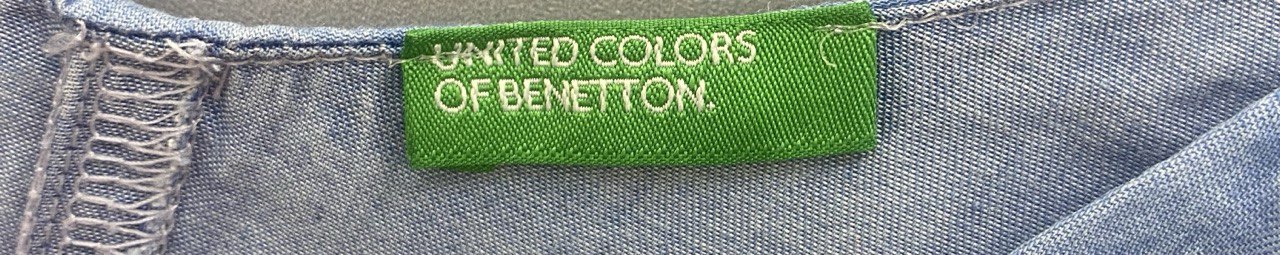 UNITED COLORS
OF BENETTON.